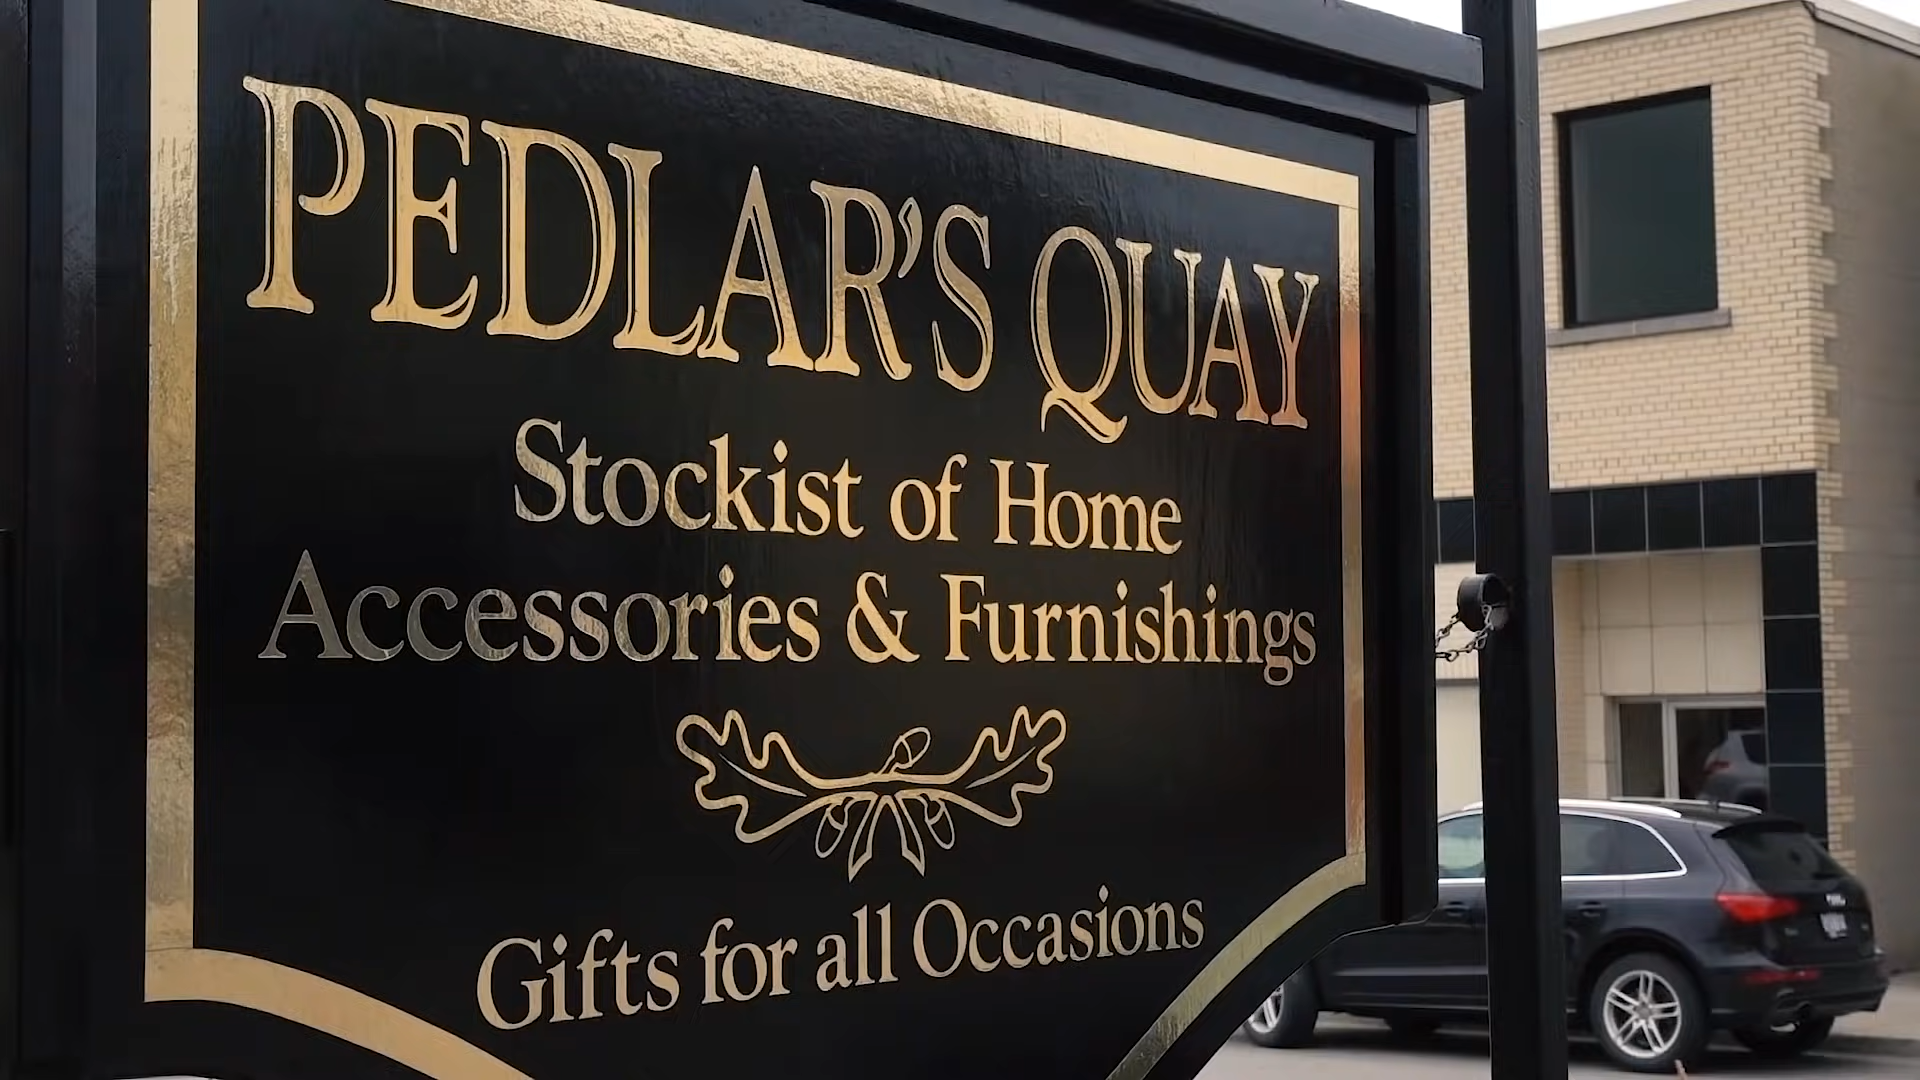 PEDLAR’S QUAY
Stockist of Home
Accessories & Furnishings
Gifts for all Occasions